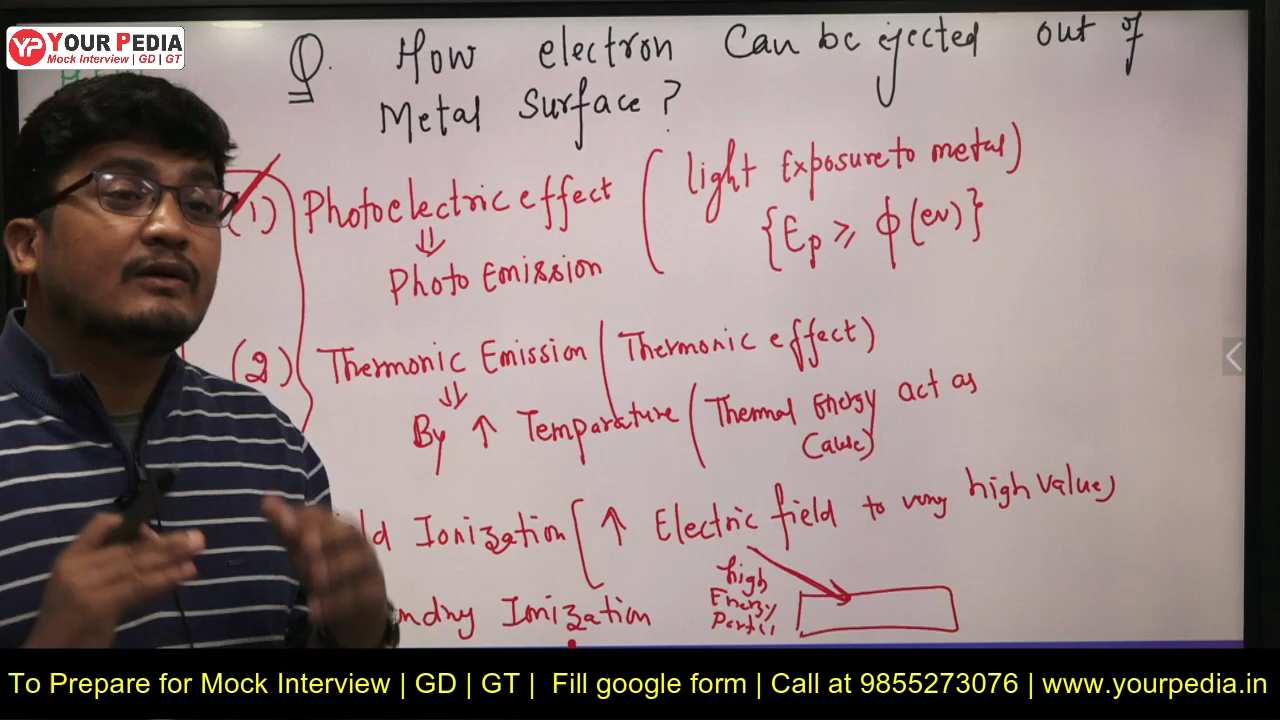 YP YOUR PEDIA
Mock Interview | GD | GT
Q. How electron Can be ejected out of
Metal Surface?
(1) Photoelectric effect (light Exposure to metal)
{Ep ≥ ϕ(ev)}
⇓
Photo Emission
(2) Thermonic Emission (Thermonic effect)
⇓
By ↑ Temparature (Thermal Energy act as
Cause)
ld Ionization [↑ Electric field to very high values
high
Energy
ndry Ionization
To Prepare for Mock Interview | GD | GT | Fill google form | Call at 9855273076 | www.yourpedia.in